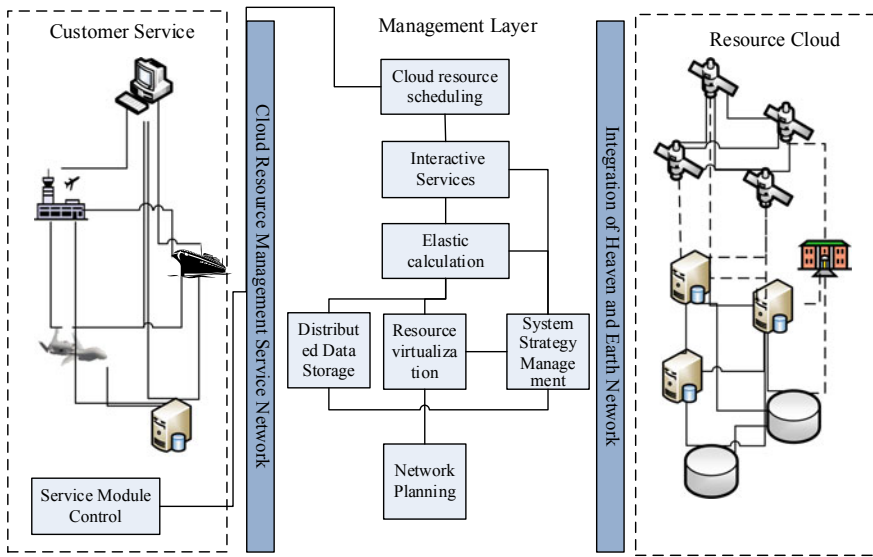 Customer Service
Service Module
Control
Cloud Resource Management Service Network
Management Layer
Cloud resource
scheduling
Interactive
Services
Elastic
calculation
Distribut
ed Data
Storage
Resource
virtualiza
tion
System
Strategy
Manage
ment
Network
Planning
Integration of Heaven and Earth Network
Resource Cloud